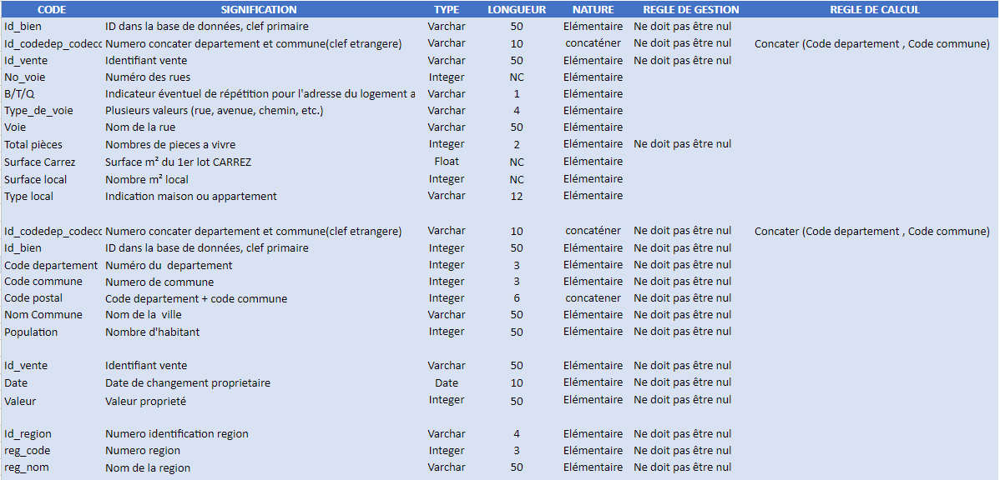 CODE SIGNIFICATION TYPE LONGUEUR NATURE REGLE DE GESTION REGLE DE CALCUL
Id_bien ID dans la base de données, clef primaire Varchar 50 Elémentaire Ne doit pas être nul
Id_codedep_codecc Numero concater departement et commune(clef etrangere) Varchar 10 concaténer Ne doit pas être nul Concater (Code departement , Code commune)
Id_vente Identifiant vente Varchar 50 Elémentaire Ne doit pas être nul
No_voie Numéro des rues Integer NC Elémentaire
B/T/Q Indicateur éventuel de répétition pour l'adresse du logement a Varchar 1 Elémentaire
Type_de_voie Plusieurs valeurs (rue, avenue, chemin, etc.) Varchar 4 Elémentaire
Voie Nom de la rue Varchar 50 Elémentaire
Total pièces Nombres de pieces a vivre Integer 2 Elémentaire Ne doit pas être nul
Surface Carrez Surface m² du 1er lot CARREZ Float NC Elémentaire
Surface local Nombre m² local Integer NC Elémentaire
Type local Indication maison ou appartement Varchar 12 Elémentaire
Id_codedep_codecc Numero concater departement et commune(clef etrangere) Varchar 10 concaténer Ne doit pas être nul Concater (Code departement , Code commune)
Id_bien ID dans la base de données, clef primaire Integer 50 Elémentaire Ne doit pas être nul
Code departement Numéro du departement Integer 3 Elémentaire Ne doit pas être nul
Code commune Numero de commune Integer 3 Elémentaire Ne doit pas être nul
Code postal Code departement + code commune Integer 6 concatener Ne doit pas être nul
Nom Commune Nom de la ville Varchar 50 Elémentaire Ne doit pas être nul
Population Nombre d'habitant Integer 50 Elémentaire Ne doit pas être nul
Id_vente Identifiant vente Varchar 50 Elémentaire Ne doit pas être nul
Date Date de changement proprietaire Date 10 Elémentaire Ne doit pas être nul
Valeur Valeur proprieté Integer 50 Elémentaire Ne doit pas être nul
Id_region Numero identification region Varchar 4 Elémentaire Ne doit pas être nul
reg_code Numero region Integer 3 Elémentaire Ne doit pas être nul
reg_nom Nom de la region Varchar 50 Elémentaire Ne doit pas être nul